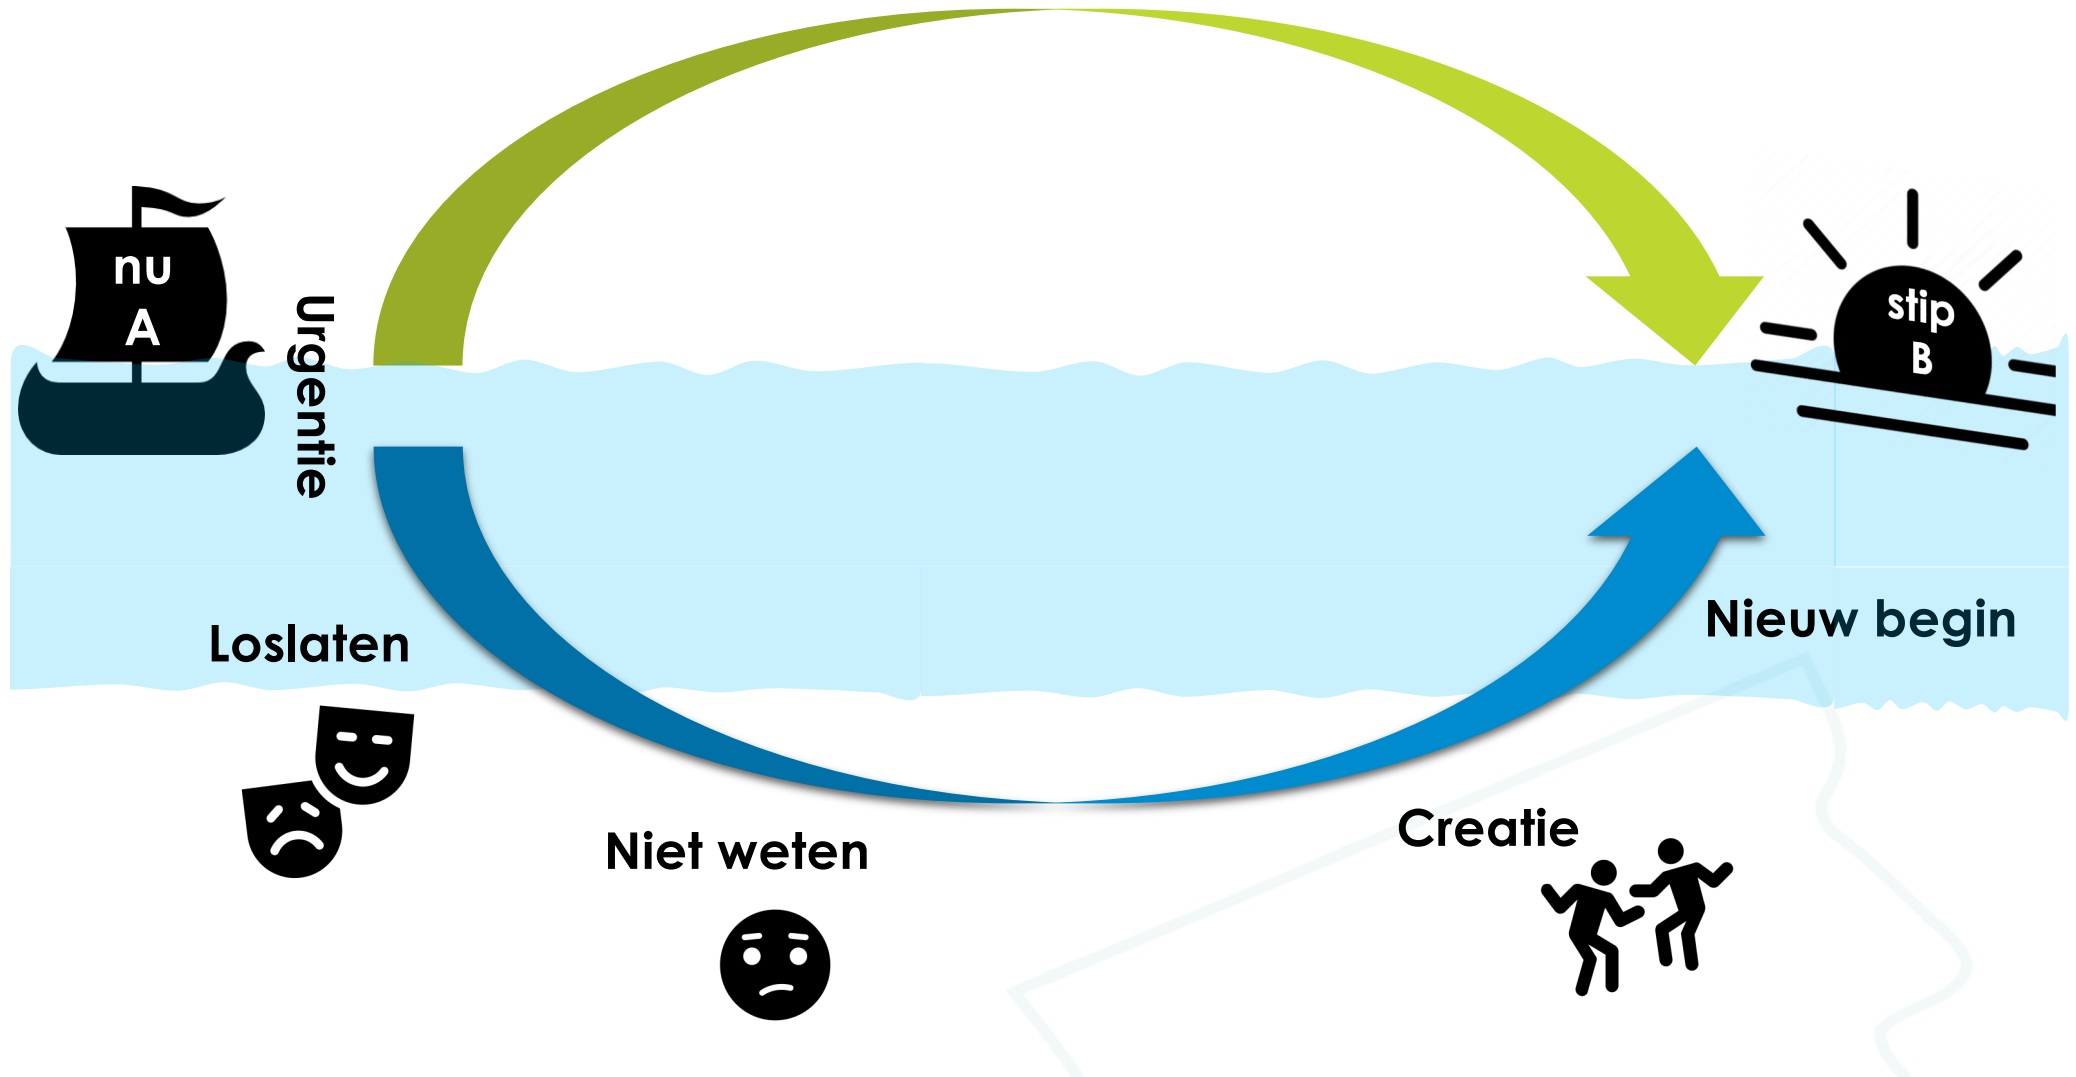 nu
A
Urgentie
stip
B
Loslaten
Nieuw begin
Niet weten
Creatie